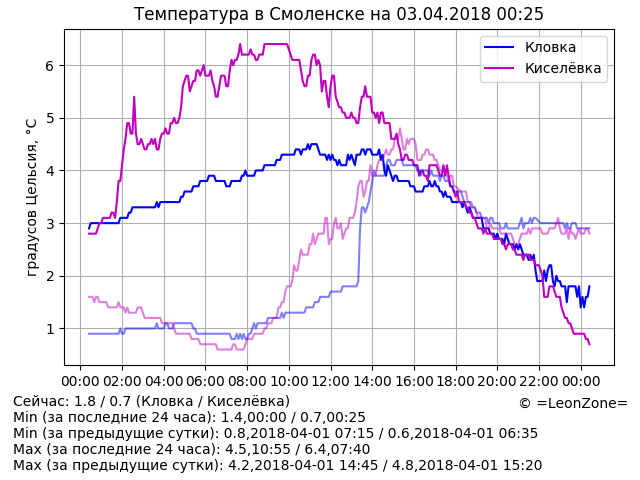 Температура в Смоленске на 03.04.2018 00:25
градусов Цельсия, °C
6
5
4
3
2
1
Кловка
Киселёвка
00:00 02:00 04:00 06:00 08:00 10:00 12:00 14:00 16:00 18:00 20:00 22:00 00:00
Сейчас: 1.8 / 0.7 (Кловка / Киселёвка)
© =LeonZone=
Min (за последние 24 часа): 1.4,00:00 / 0.7,00:25
Min (за предыдущие сутки): 0.8,2018-04-01 07:15 / 0.6,2018-04-01 06:35
Max (за последние 24 часа): 4.5,10:55 / 6.4,07:40
Max (за предыдущие сутки): 4.2,2018-04-01 14:45 / 4.8,2018-04-01 15:20